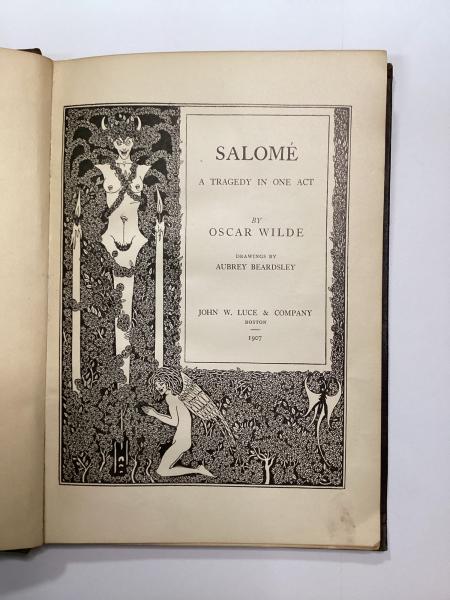 SALOMÉ
A TRAGEDY IN ONE ACT
BY
OSCAR WILDE
DRAWINGS BY
AUBREY BEARDSLEY
JOHN W. LUCE & COMPANY
BOSTON
1907